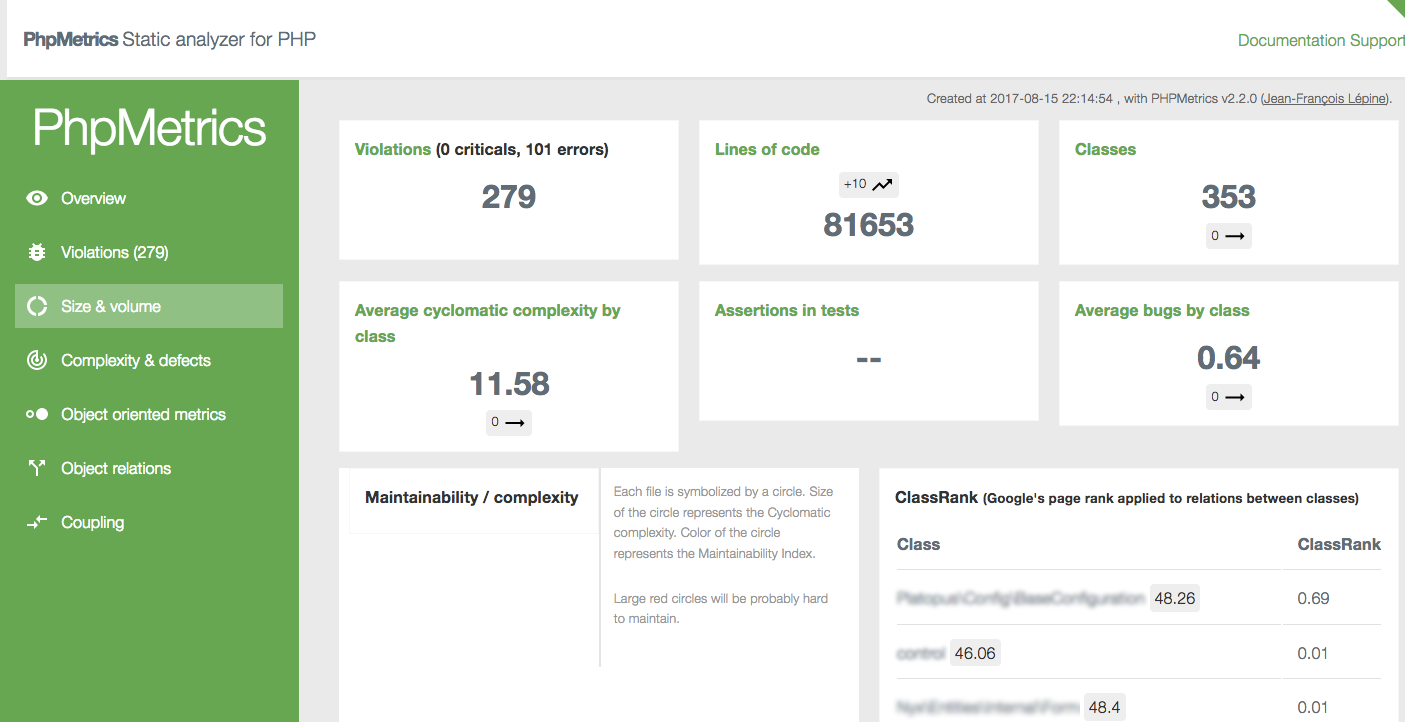 PhpMetrics Static analyzer for PHP
Documentation Support
PhpMetrics
Overview
Violations (279)
Size & volume
Complexity & defects
Object oriented metrics
Object relations
Coupling
Created at 2017-08-15 22:14:54 , with PHPMetrics v2.2.0 (Jean-François Lépine).
Violations (0 criticals, 101 errors)
279
Lines of code
+10
81653
Classes
353
0
Average cyclomatic complexity by
class
11.58
0
Assertions in tests
--
Average bugs by class
0.64
0
Maintainability / complexity
Each file is symbolized by a circle. Size
of the circle represents the Cyclomatic
complexity. Color of the circle
represents the Maintainability Index.
Large red circles will be probably hard
to maintain.
ClassRank (Google's page rank applied to relations between classes)
Class ClassRank
48.26 0.69
46.06 0.01
48.4 0.01